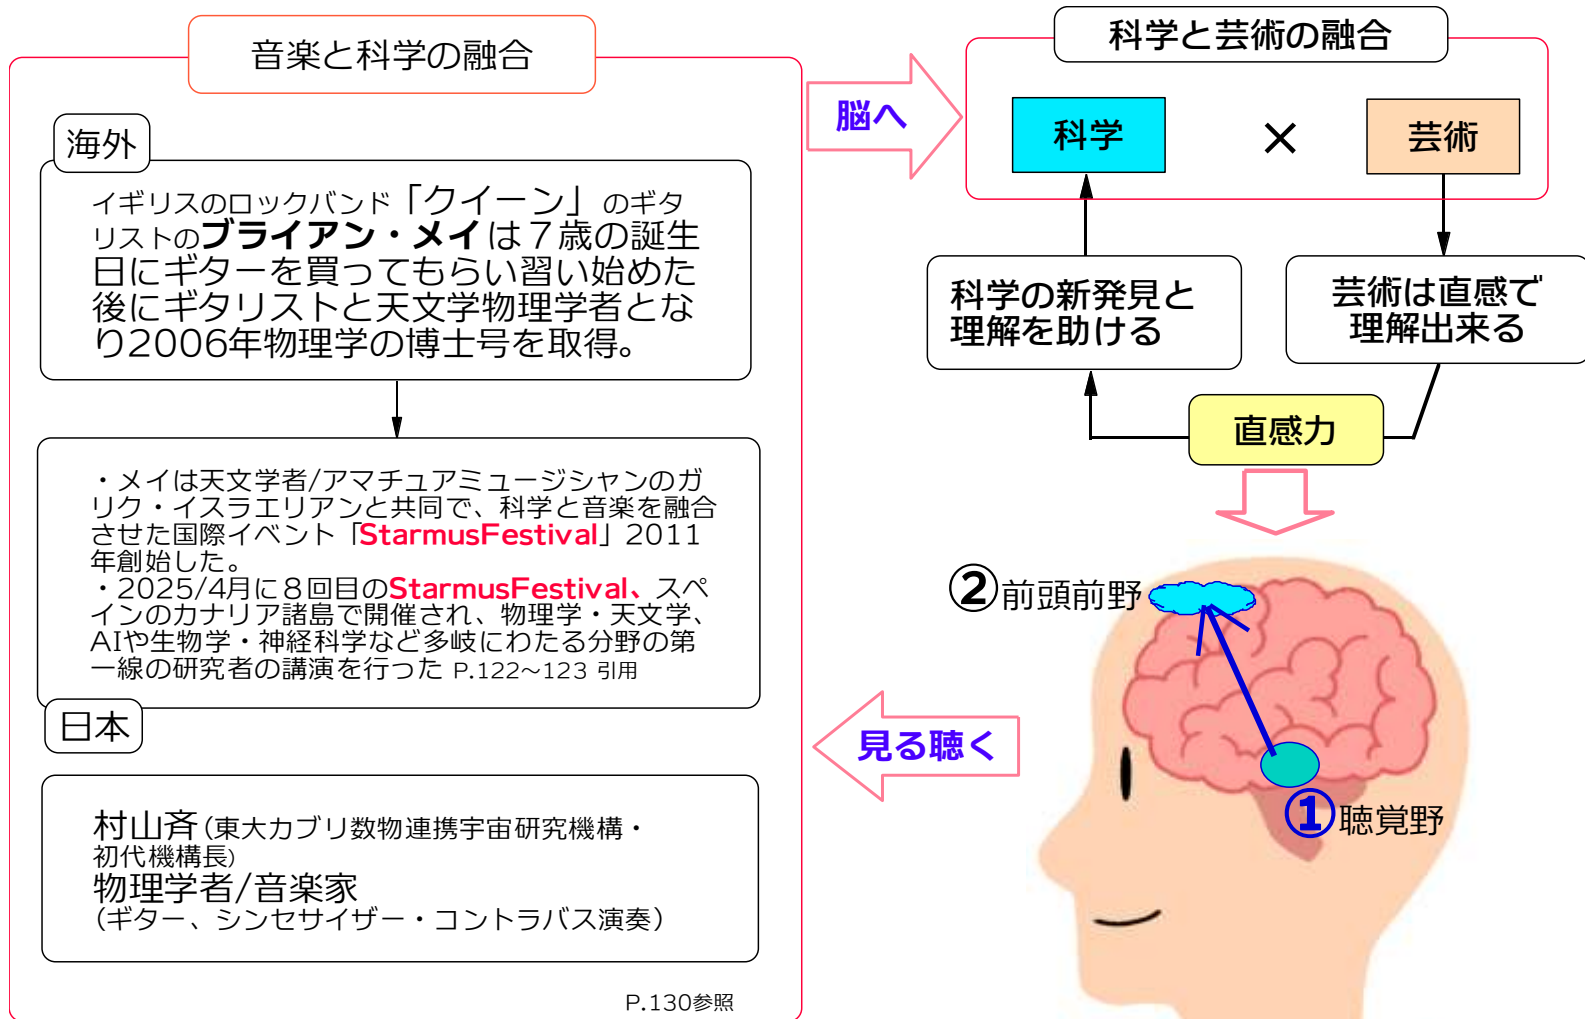 音楽と科学の融合
海外
イギリスのロックバンド「クイーン」のギタ
リストのブライアン・メイは７歳の誕生
日にギターを買ってもらい習い始めた
後にギタリストと天文学物理学者とな
り2006年物理学の博士号を取得。
・メイは天文学者/アマチュアミュージシャンのガ
リク・イスラエリアンと共同で、科学と音楽を融合
させた国際イベント「StarmusFestival」2011
年創始した。
・2025/4月に８回目のStarmusFestival、スペ
インのカナリア諸島で開催され、物理学・天文学、
AIや生物学・神経科学など多岐にわたる分野の第
一線の研究者の講演を行った P.122～123 引用
日本
村山斉（東大カブリ数物連携宇宙研究機構・
初代機構長）
物理学者/音楽家
（ギター、シンセサイザー・コントラバス演奏）
P.130参照
脳へ
科学と芸術の融合
科学 × 芸術
科学の新発見と
理解を助ける
芸術は直感で
理解出来る
直感力
②前頭前野
見る聴く
①聴覚野